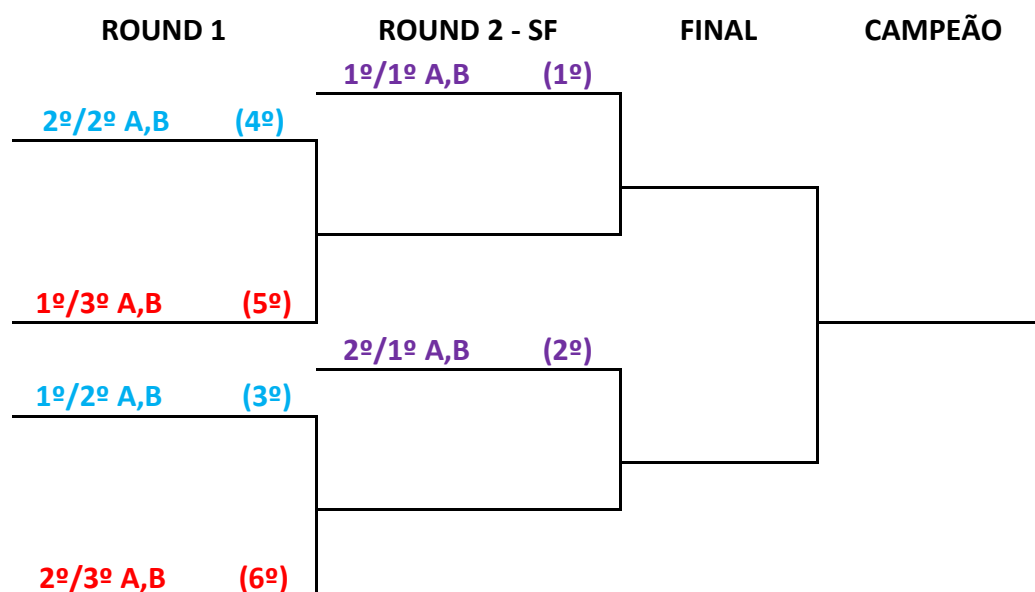 ROUND 1 ROUND 2 - SF FINAL CAMPEÃO
1º/1º A,B (1º)
2º/2º A,B (4º)
1º/3º A,B (5º)
2º/1º A,B (2º)
1º/2º A,B (3º)
2º/3º A,B (6º)